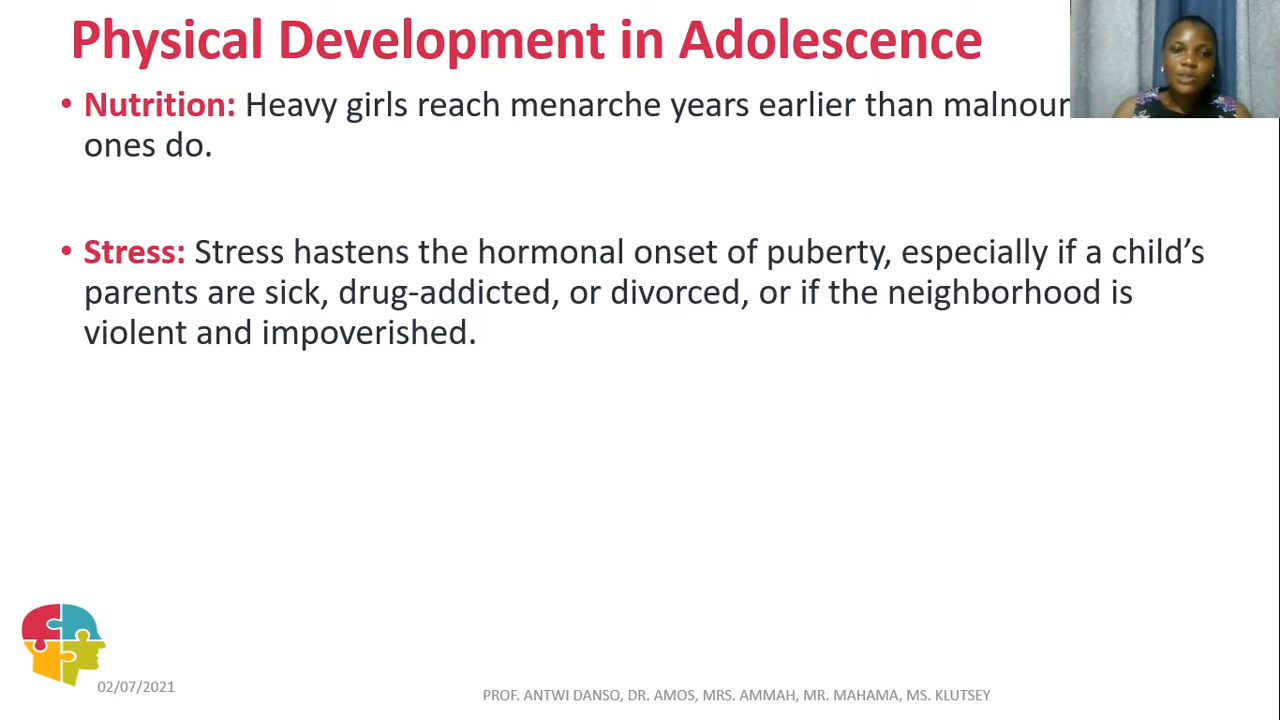 Physical Development in Adolescence
• Nutrition: Heavy girls reach menarche years earlier than
ones do.
• Stress: Stress hastens the hormonal onset of puberty, especially if a child’s
parents are sick, drug-addicted, or divorced, or if the neighborhood is
violent and impoverished.
02/07/2021
PROF. ANTWI DANSO, DR. AMOS, MRS. AMMAH, MR. MAHAMA, MS. KLUTSEY